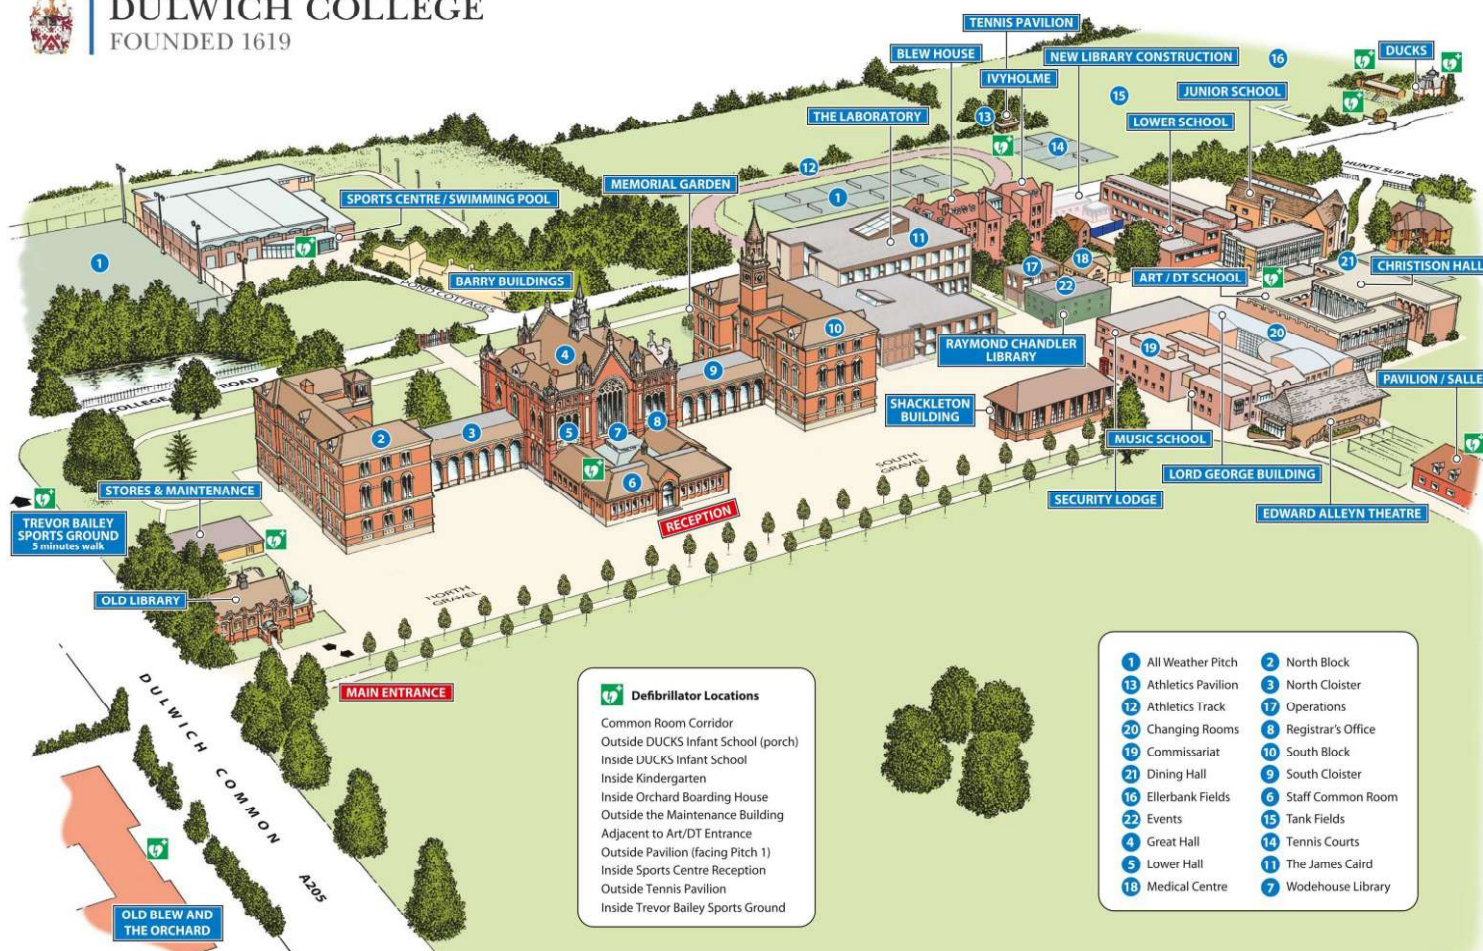 DULWICH COLLEGE
FOUNDED 1619
TENNIS PAVILION
BLEW HOUSE
NEW LIBRARY CONSTRUCTION
16
DUCKS
IVYHOLME
15
JUNIOR SCHOOL
THE LABORATORY
13
LOWER SCHOOL
14
12
HUNTS SLIP
MEMORIAL GARDEN
SPORTS CENTRE / SWIMMING POOL
1
11
1
17
18
21
CHRISTISON HALL
ART / DT SCHOOL
BARRY BUILDINGS
POND COTTAGES
22
10
20
RAYMOND CHANDLER
LIBRARY
19
4
9
COLLEGE ROAD
PAVILION / SALLE
SHACKLETON
BUILDING
2
3
5
7
8
MUSIC SCHOOL
6
SOUTH
GRAVEL
LORD GEORGE BUILDING
STORES & MAINTENANCE
SECURITY LODGE
EDWARD ALLEYN THEATRE
RECEPTION
TREVOR BAILEY
SPORTS GROUND
5 minutes walk
OLD LIBRARY
NORTH
GRAVEL
MAIN ENTRANCE
DULWICH COMMON
A205
OLD BLEW AND
THE ORCHARD
Defibrillator Locations
Common Room Corridor
Outside DUCKS Infant School (porch)
Inside DUCKS Infant School
Inside Kindergarten
Inside Orchard Boarding House
Outside the Maintenance Building
Adjacent to Art/DT Entrance
Outside Pavilion (facing Pitch 1)
Inside Sports Centre Reception
Outside Tennis Pavilion
Inside Trevor Bailey Sports Ground
1 All Weather Pitch
13 Athletics Pavilion
12 Athletics Track
20 Changing Rooms
19 Commissariat
21 Dining Hall
16 Ellerbank Fields
22 Events
4 Great Hall
5 Lower Hall
18 Medical Centre
2 North Block
3 North Cloister
17 Operations
8 Registrar's Office
10 South Block
9 South Cloister
6 Staff Common Room
15 Tank Fields
14 Tennis Courts
11 The James Caird
7 Wodehouse Library